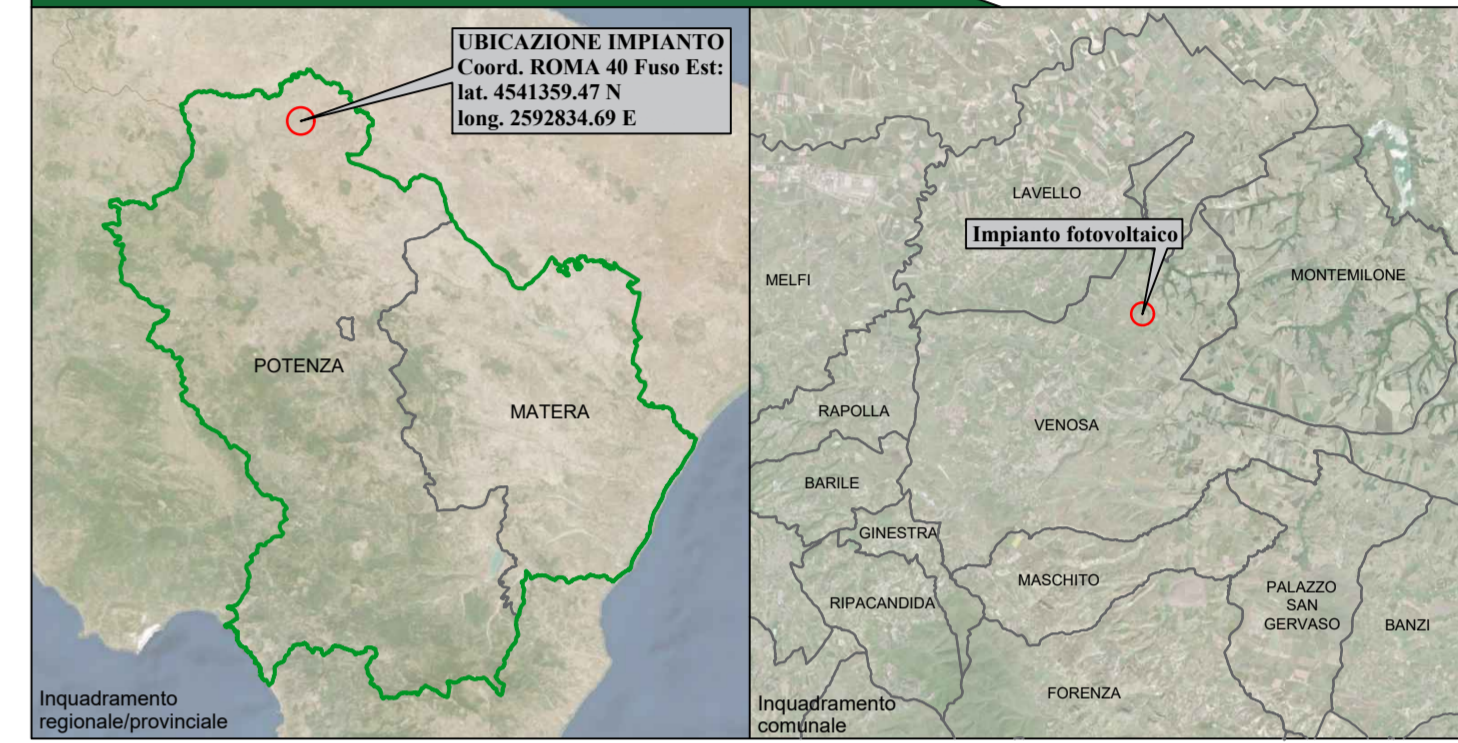 UBICAZIONE IMPIANTO
Coord. ROMA 40 Fuso Est:
lat. 4541359.47 N
long. 2592834.69 E
POTENZA
MATERA
Inquadramento
regionale/provinciale
LAVELLO
Impianto fotovoltaico
MELFI
MONTEMILONE
RAPOLLA
VENOSA
BARILE
GINESTRA
MASCHITO
RIPACANDIDA
PALAZZO
SAN
GERVASO
BANZI
FORENZA
Inquadramento
comunale